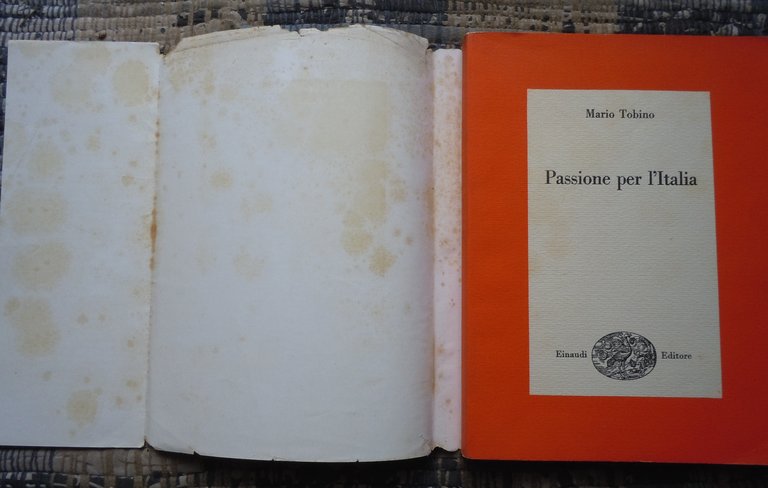 Mario Tobino
Passione per l'Italia
Einaudi Editore